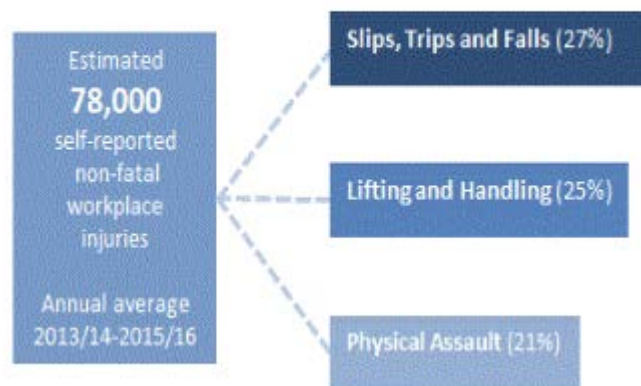 Estimated
78,000
self-reported
non-fatal
workplace
injuries
Annual average
2013/14-2015/16
Slips, Trips and Falls (27%)
Lifting and Handling (25%)
Physical Assault (21%)